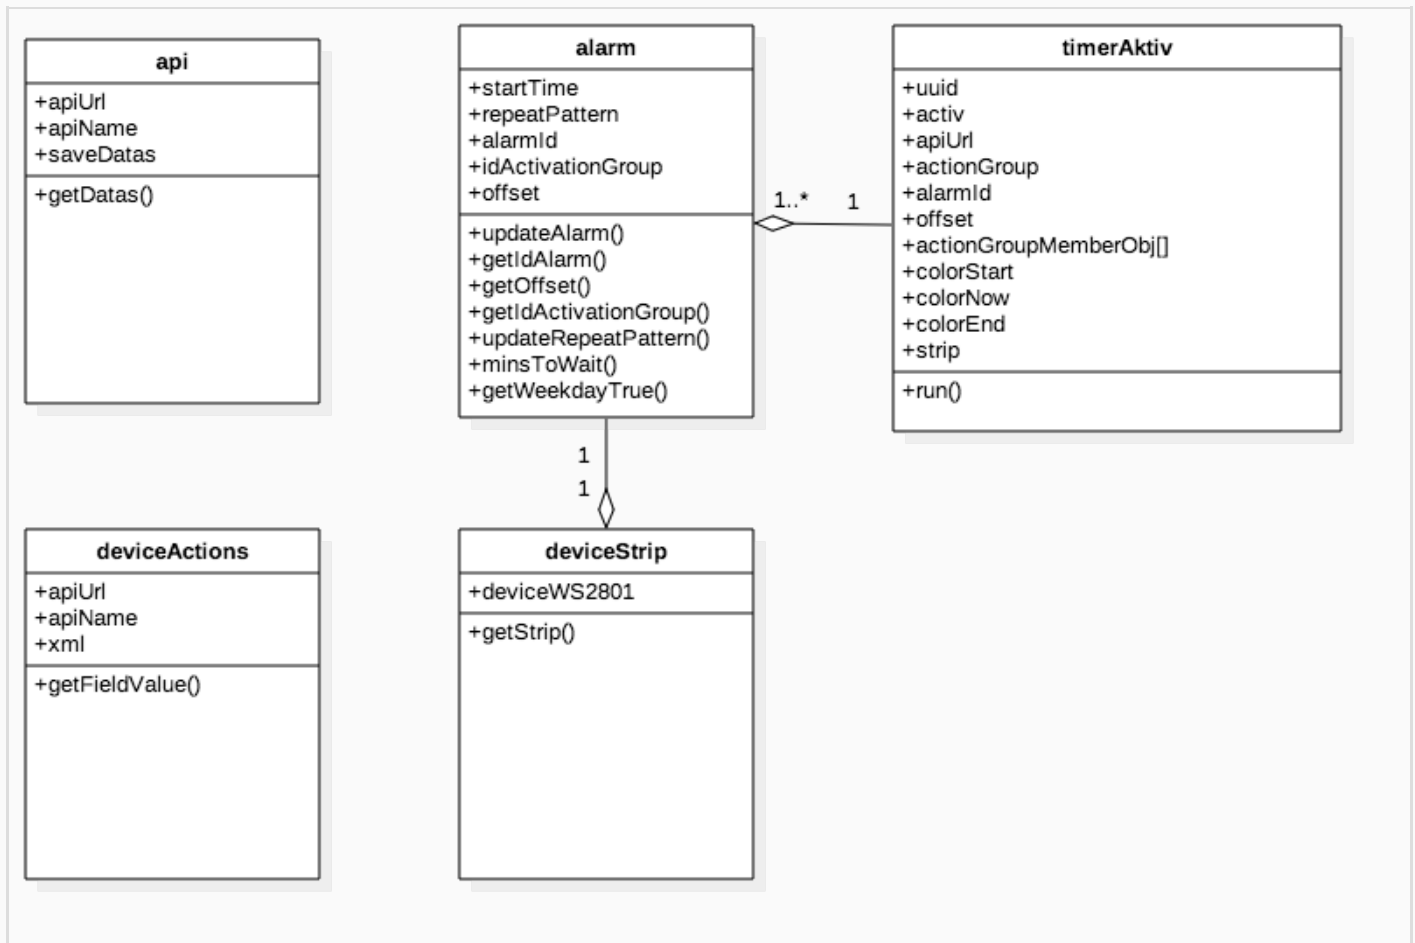 api
+apiUrl
+apiName
+saveDatas
+getDatas()
alarm
+startTime
+repeatPattern
+alarmId
+idActivationGroup
+offset
+updateAlarm()
+getIdAlarm()
+getOffset()
+getIdActivationGroup()
+updateRepeatPattern()
+minsToWait()
+getWeekdayTrue()
1..*
1
timerAktiv
+uuid
+activ
+apiUrl
+actionGroup
+alarmId
+offset
+actionGroupMemberObj[]
+colorStart
+colorNow
+colorEnd
+strip
+run()
1
1
deviceActions
+apiUrl
+apiName
+xml
+getFieldValue()
deviceStrip
+deviceWS2801
+getStrip()